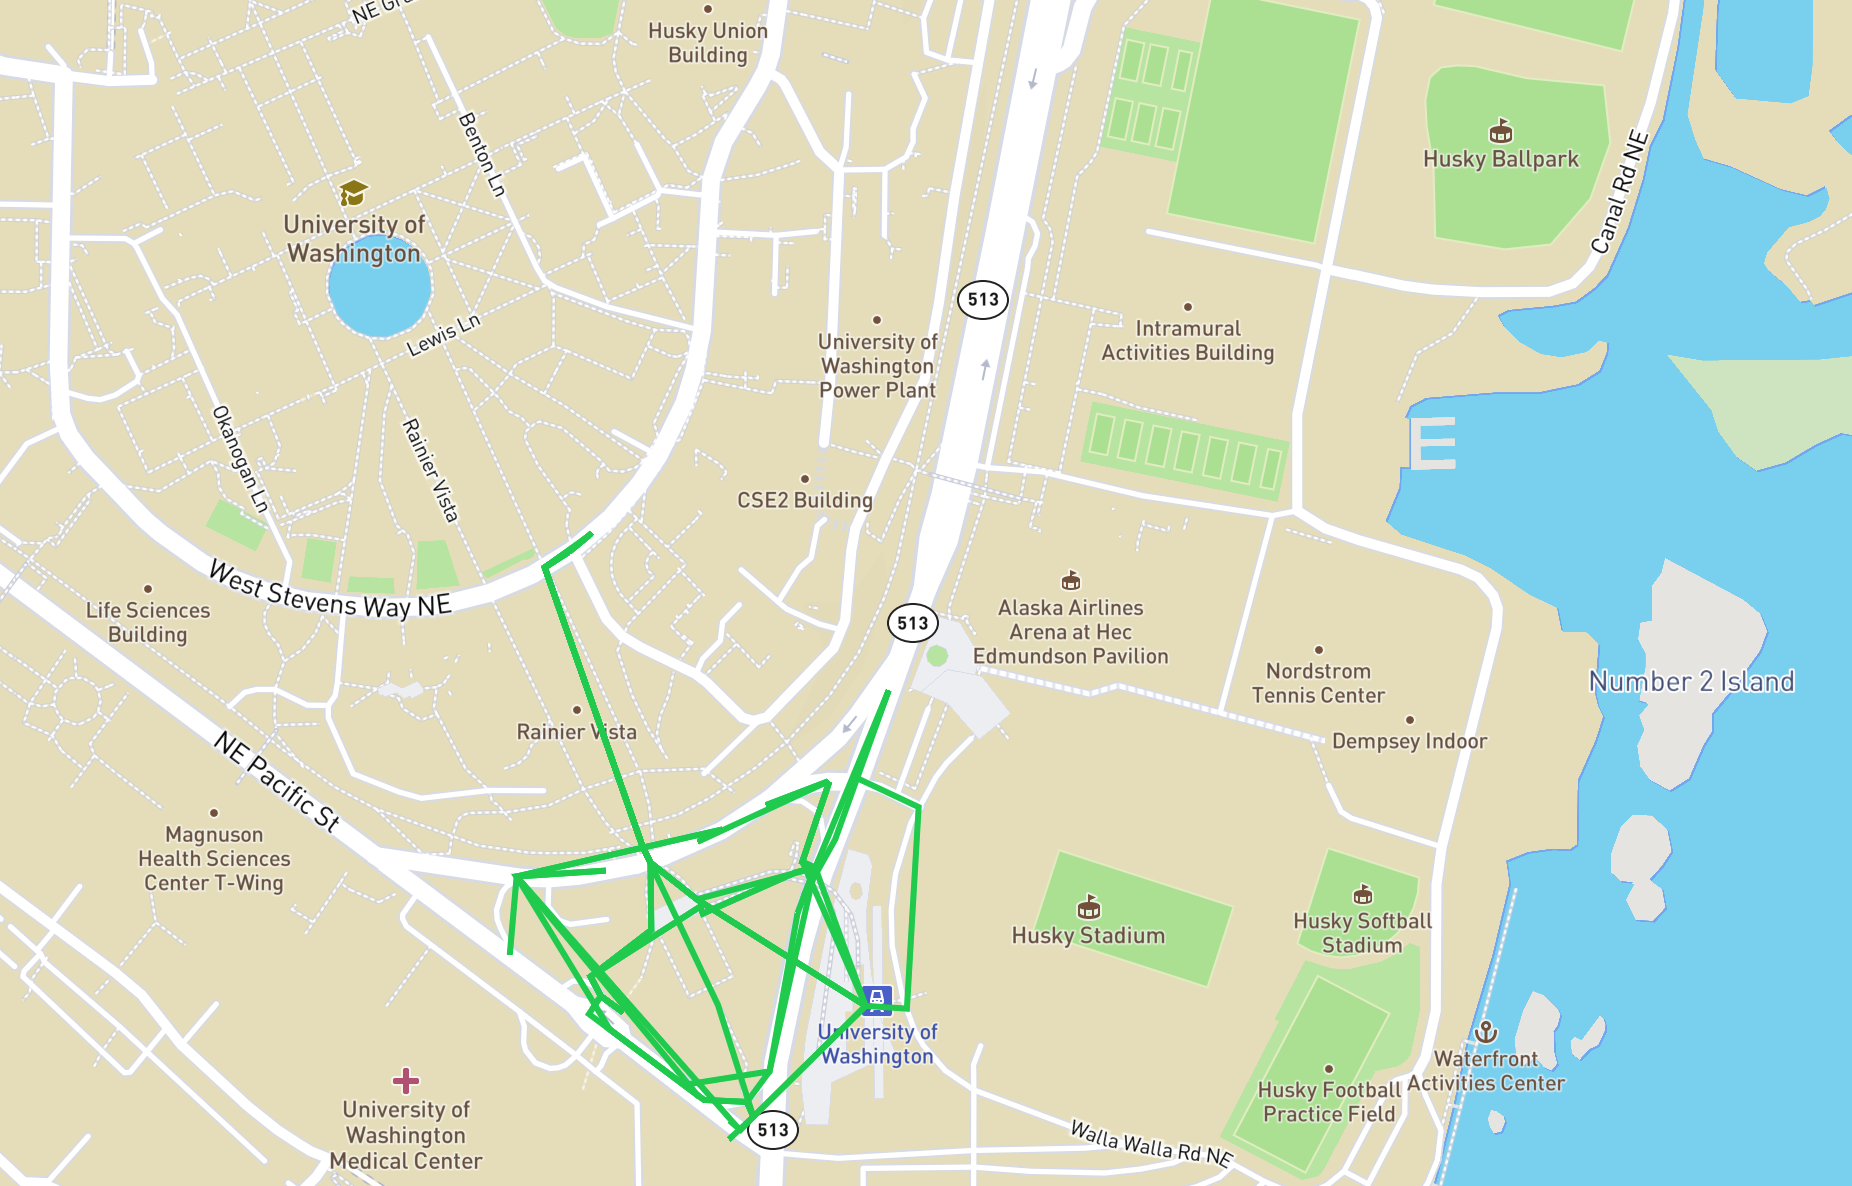 NE Gr
Husky Union
Building
Benton Ln
Husky Ballpark
Canal Rd NE
University of
Washington
513
Lewis Ln
University of
Washington
Power Plant
Intramural
Activities Building
Okanogan Ln
Rainier Vista
CSE2 Building
West Stevens Way NE
Life Sciences
Building
513
Alaska Airlines
Arena at Hec
Edmundson Pavilion
Nordstrom
Tennis Center
Number 2 Island
Rainier Vista
Dempsey Indoor
NE Pacific St
Magnuson
Health Sciences
Center T-Wing
Husky Stadium
Husky Softball
Stadium
University of
Washington
Waterfront
Activities Center
Husky Football
Practice Field
University of
Washington
Medical Center
513
Walla Walla Rd NE